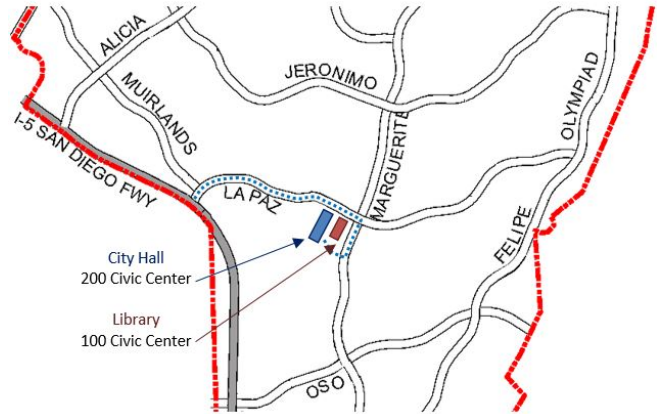 ALICIA
MUIRLANDS
JERONIMO
OLYMPIAD
I-5 SAN DIEGO FWY
MARGUERITE
LA PAZ
FELIPE
City Hall
200 Civic Center
Library
100 Civic Center
OSO